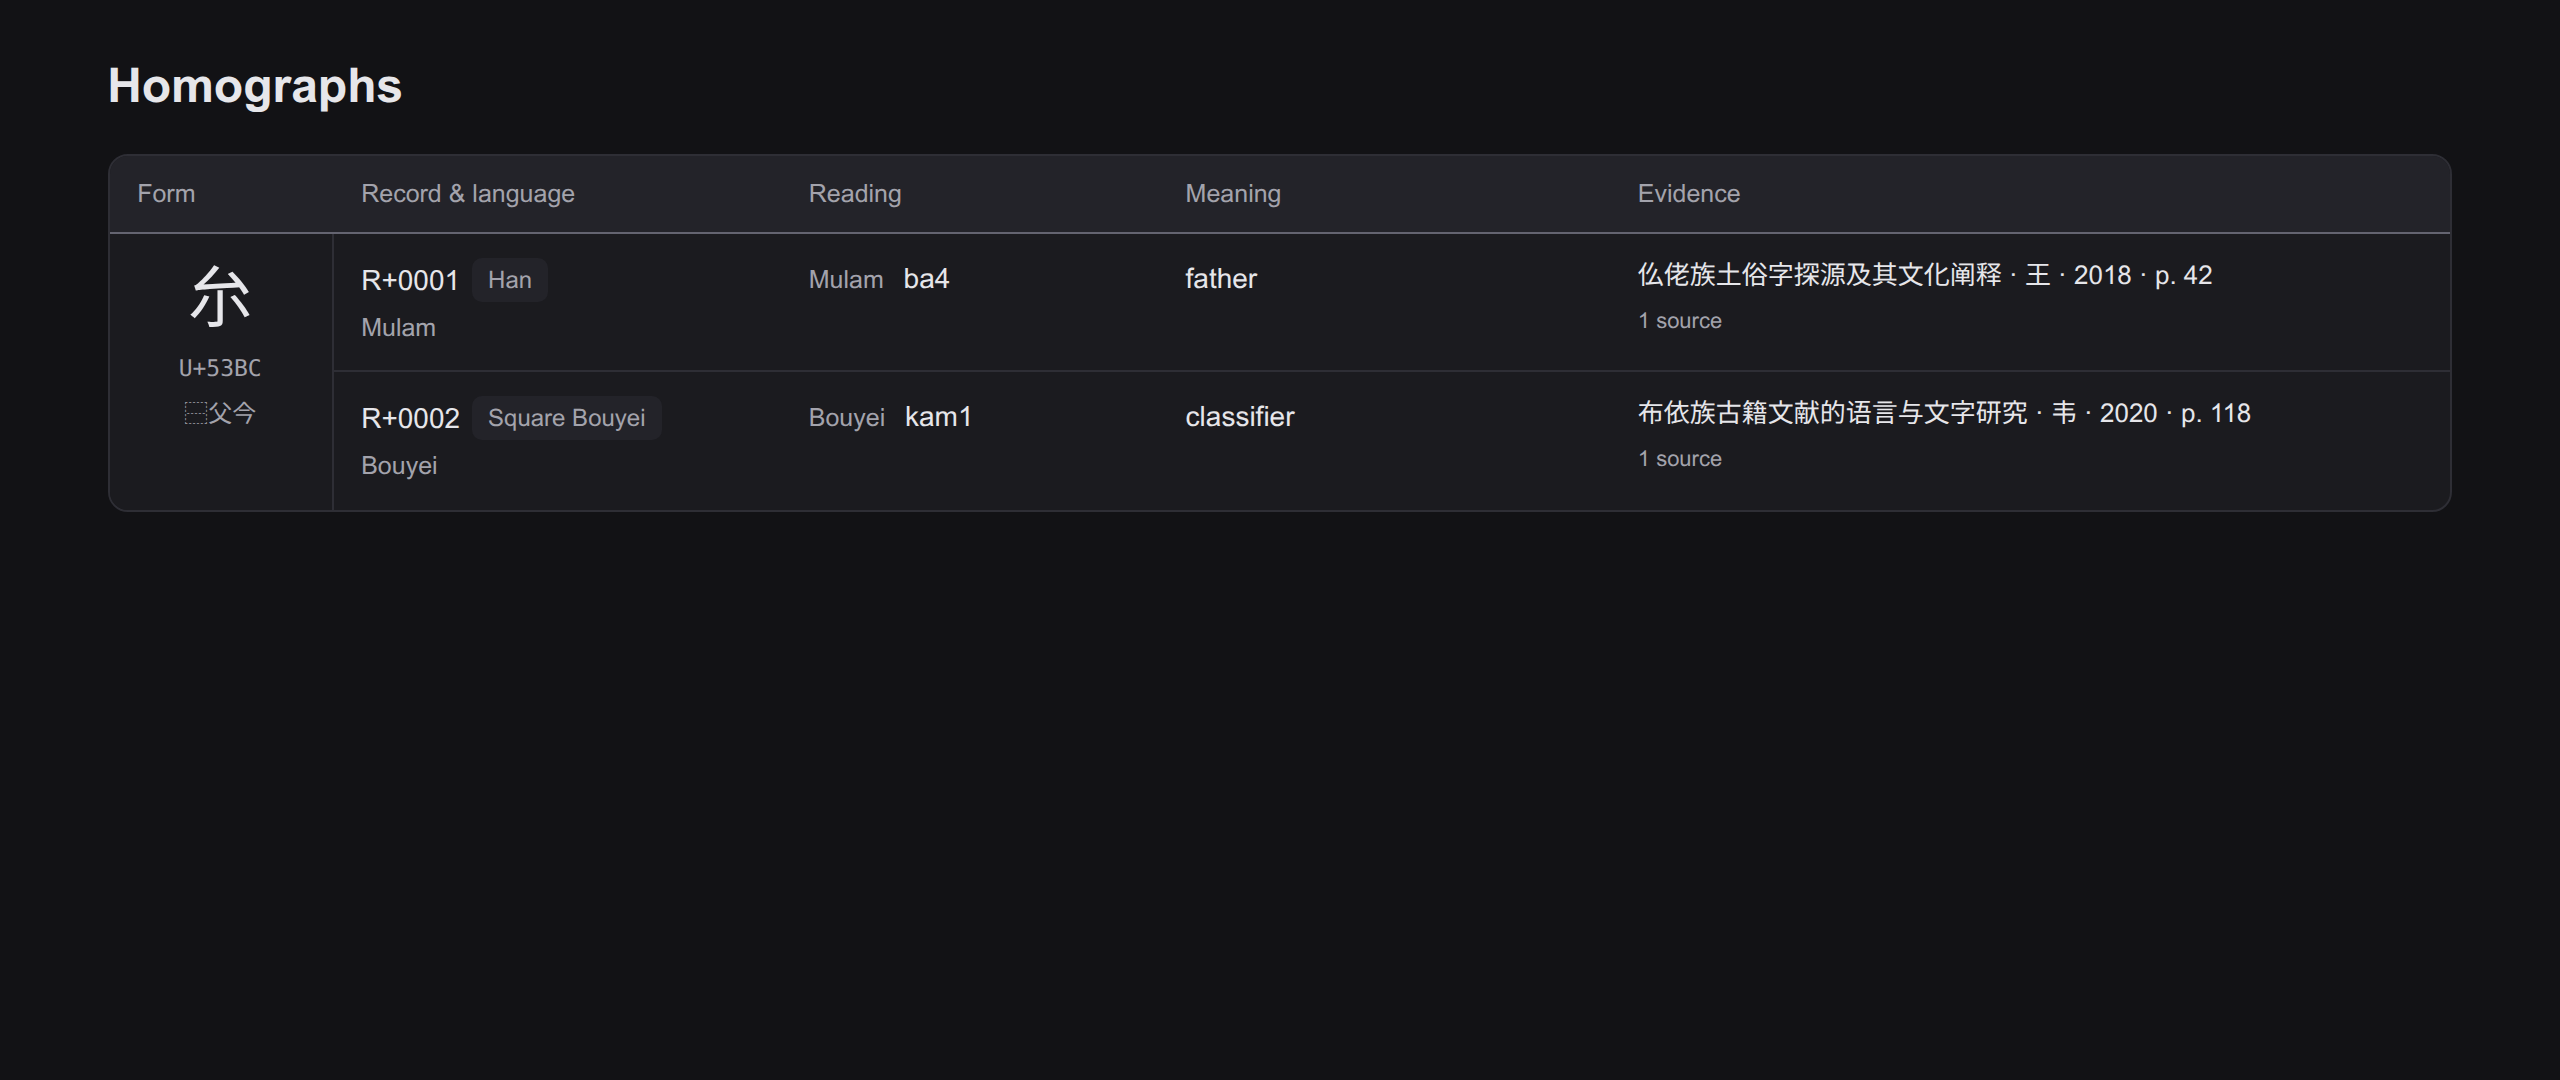 Homographs
Form
Record & language
Reading
Meaning
Evidence
厼
U+53BC
⿱父今
R+0001 Han
Mulam
Mulam ba4
father
仫佬族土俗字探源及其文化阐释 · 王 · 2018 · p. 42
1 source
R+0002 Square Bouyei
Bouyei
Bouyei kam1
classifier
布依族古籍文献的语言与文字研究 · 韦 · 2020 · p. 118
1 source